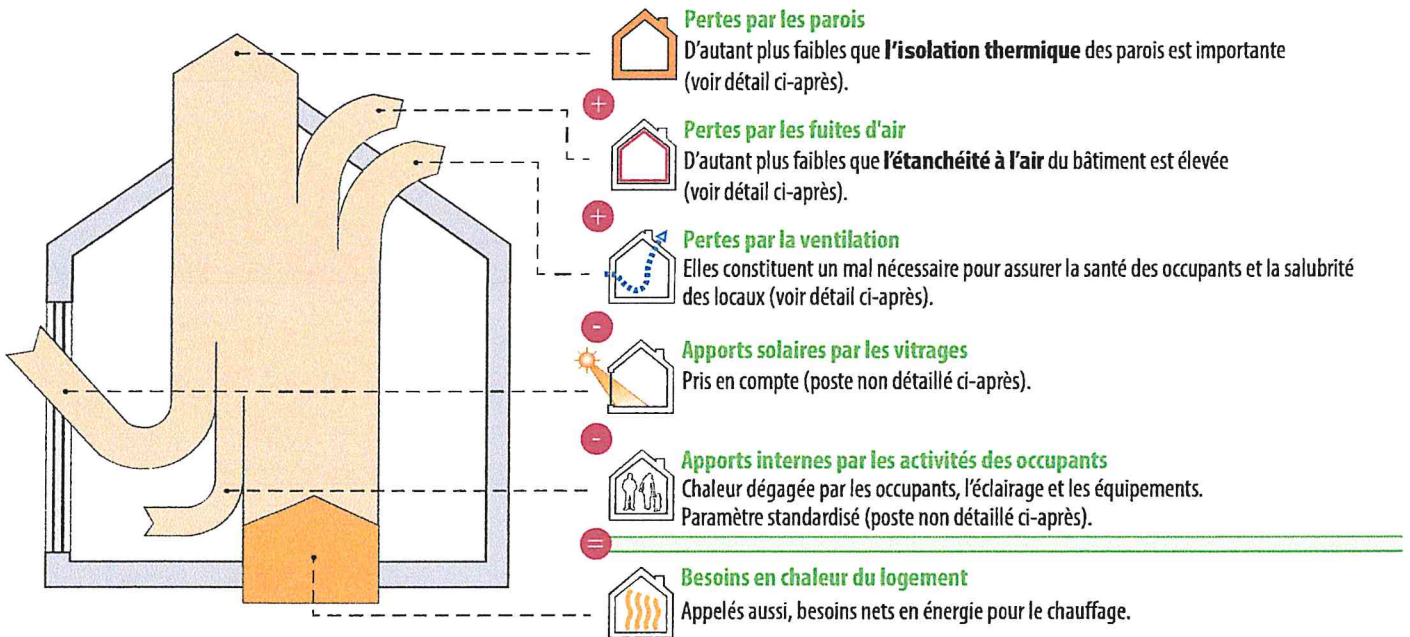 Pertes par les parois
D'autant plus faibles que l'isolation thermique des parois est importante
(voir détail ci-après).
+
Pertes par les fuites d'air
D'autant plus faibles que l'étanchéité à l'air du bâtiment est élevée
(voir détail ci-après).
+
Pertes par la ventilation
Elles constituent un mal nécessaire pour assurer la santé des occupants et la salubrité
des locaux (voir détail ci-après).
-
Apports solaires par les vitrages
Pris en compte (poste non détaillé ci-après).
-
Apports internes par les activités des occupants
Chaleur dégagée par les occupants, l'éclairage et les équipements.
Paramètre standardisé (poste non détaillé ci-après).
=
Besoins en chaleur du logement
Appelés aussi, besoins nets en énergie pour le chauffage.